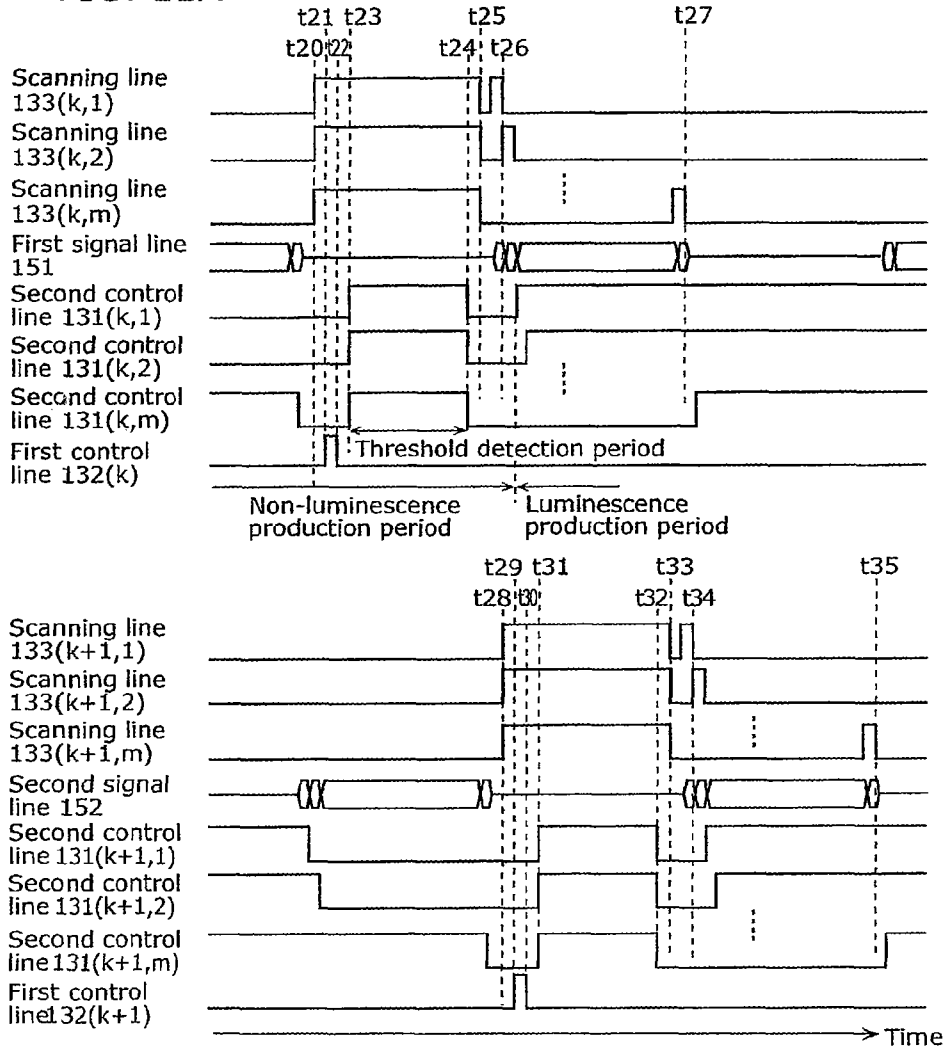 t21 t23 t25 t27
t20 t22 t24 t26
Scanning line
133(k,1)
Scanning line
133(k,2)
Scanning line
133(k,m)
First signal line
151
Second control
line 131(k,1)
Second control
line 131(k,2)
Second control
line 131(k,m)
First control
line 132(k)
Threshold detection period
Non-luminescence
production period
Luminescence
production period
t29 t31 t33 t35
t28 t30 t32 t34
Scanning line
133(k+1,1)
Scanning line
133(k+1,2)
Scanning line
133(k+1,m)
Second signal
line 152
Second control
line 131(k+1,1)
Second control
line 131(k+1,2)
Second control
line 131(k+1,m)
First control
line 132(k+1)
Time